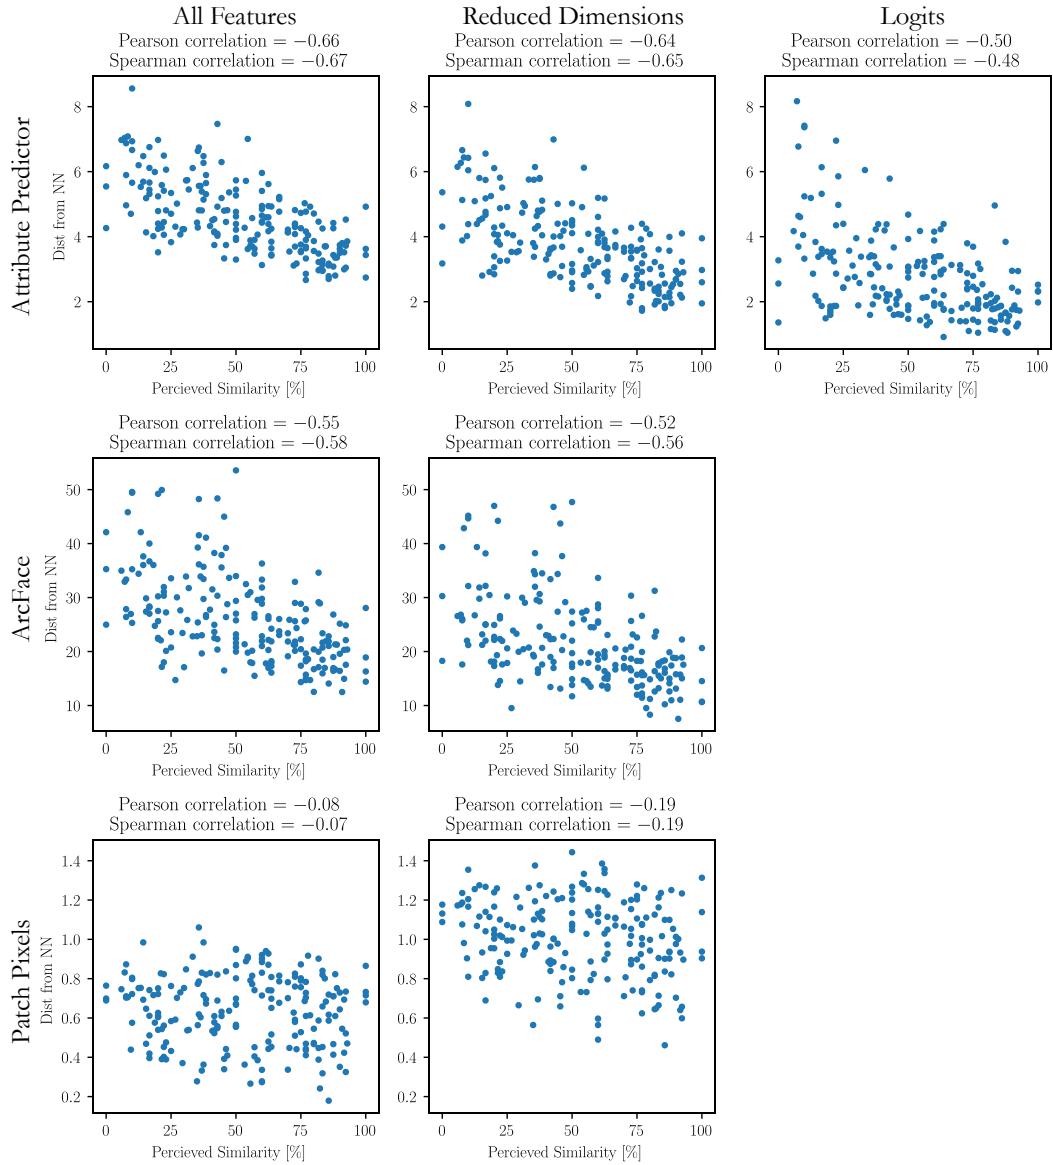 All Features
Reduced Dimensions
Logits
Pearson correlation = −0.66
Spearman correlation = −0.67
Pearson correlation = −0.64
Spearman correlation = −0.65
Pearson correlation = −0.50
Spearman correlation = −0.48
Attribute Predictor
Dist from NN
8
6
4
2
0 25 50 75 100
Percieved Similarity [%]
8
6
4
2
0 25 50 75 100
Percieved Similarity [%]
8
6
4
2
0 25 50 75 100
Percieved Similarity [%]
Pearson correlation = −0.55
Spearman correlation = −0.58
Pearson correlation = −0.52
Spearman correlation = −0.56
ArcFace
Dist from NN
50
40
30
20
10
0 25 50 75 100
Percieved Similarity [%]
50
40
30
20
10
0 25 50 75 100
Percieved Similarity [%]
Pearson correlation = −0.08
Spearman correlation = −0.07
Pearson correlation = −0.19
Spearman correlation = −0.19
Patch Pixels
Dist from NN
1.4
1.2
1.0
0.8
0.6
0.4
0.2
0 25 50 75 100
Percieved Similarity [%]
1.4
1.2
1.0
0.8
0.6
0.4
0.2
0 25 50 75 100
Percieved Similarity [%]